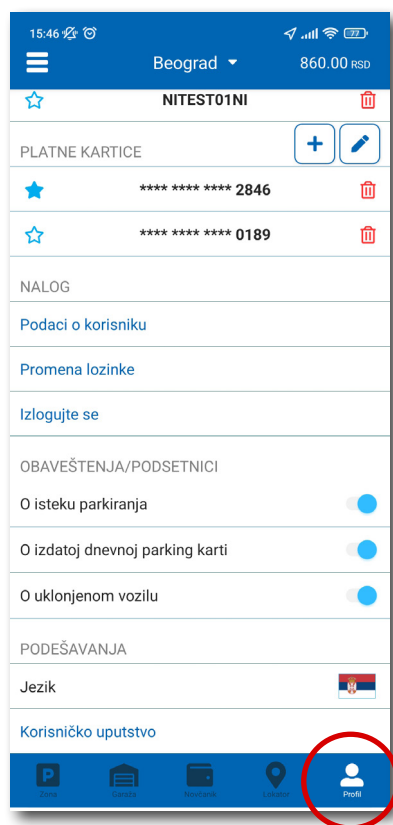 15:46
77
Beograd
860.00 RSD
NITEST01NI
PLATNE KARTICE
**** **** **** 2846
**** **** **** 0189
NALOG
Podaci o korisniku
Promena lozinke
Izlogujte se
OBAVEŠTENJA/PODSETNICI
O isteku parkiranja
O izdatoj dnevnoj parking karti
O uklonjenom vozilu
PODEŠAVANJA
Jezik
Korisničko uputstvo
P
Zona
Garaža
Novčanik
Lokator
Profil